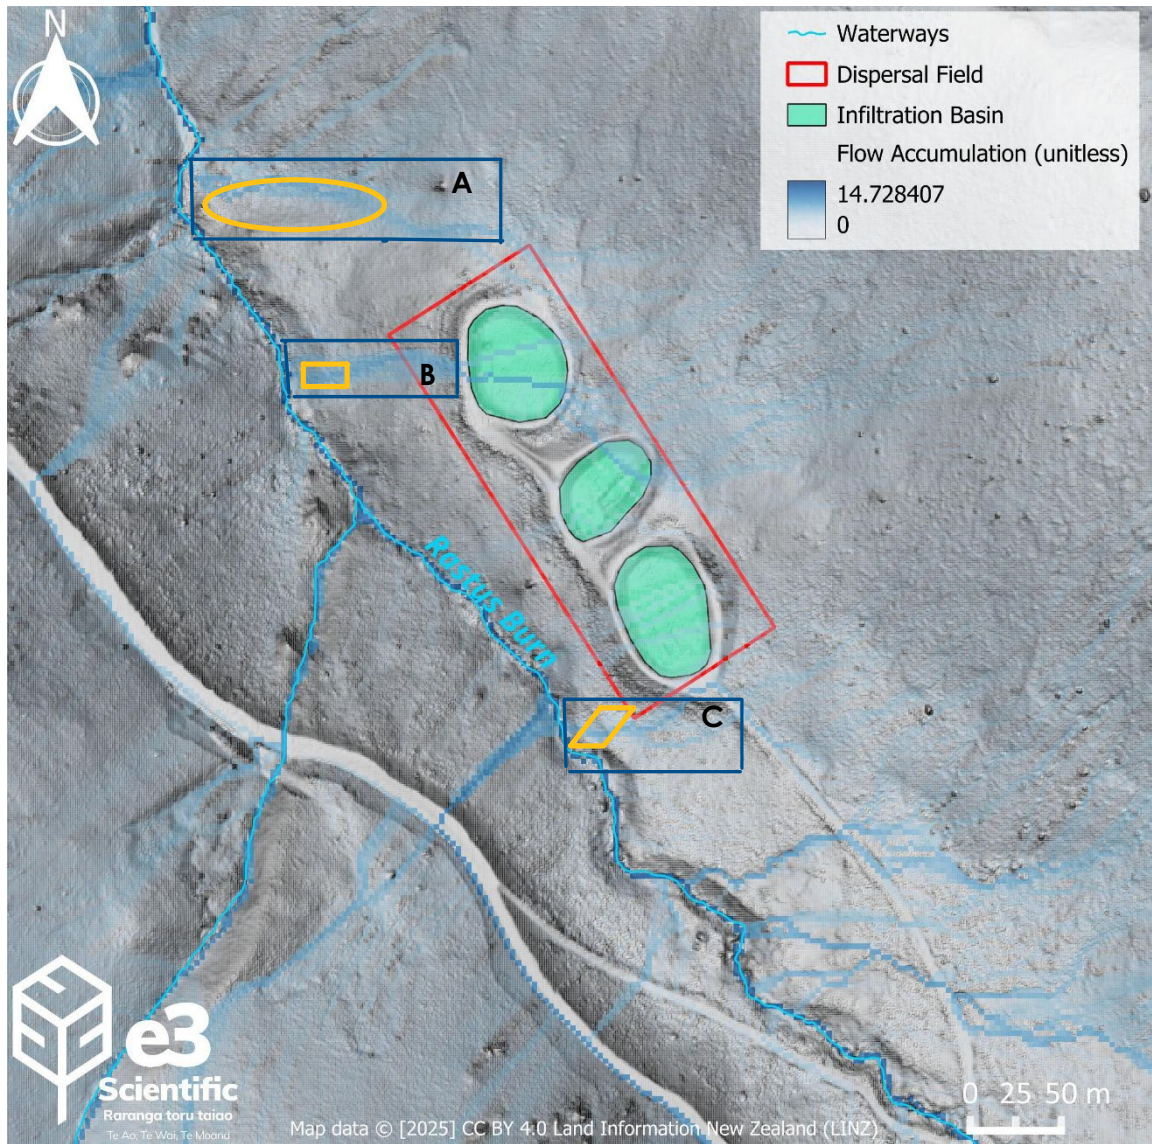 N
Waterways
Dispersal Field
Infiltration Basin
Flow Accumulation (unitless)
14.728407
0
A
B
Rastus Burn
C
e3
Scientific
Raranga toru taiao
Te Ao, Te Wai, Te Moana
0 25 50 m
Map data © [2025] CC BY 4.0 Land Information New Zealand (LINZ)